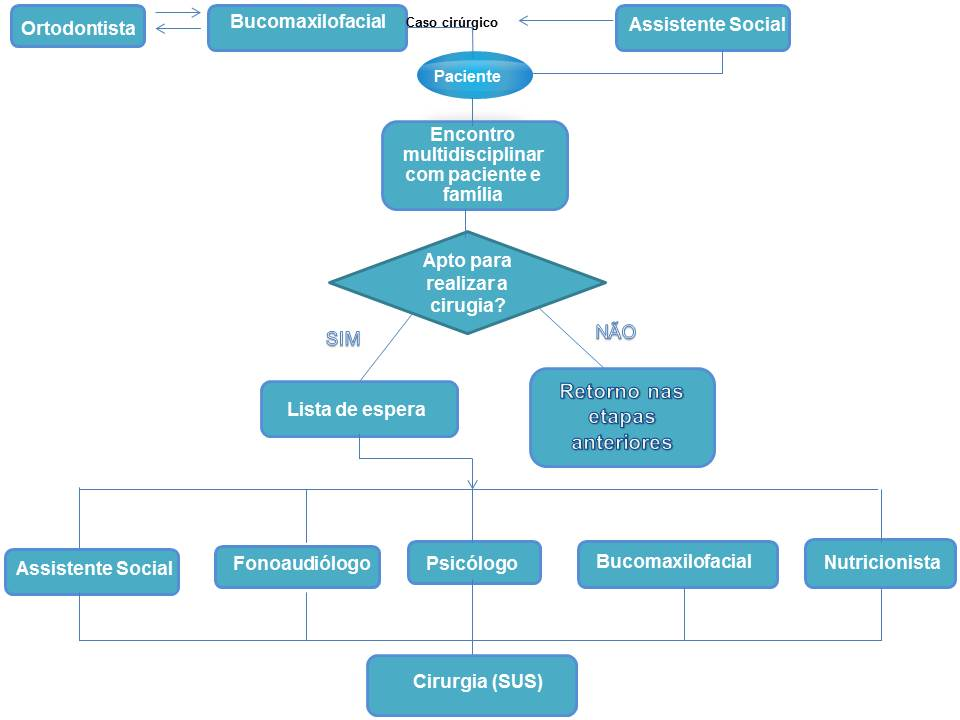 Ortodontista
Bucomaxilofacial
Caso cirúrgico
Assistente Social
Paciente
Encontro
multidisciplinar
com paciente e
família
Apto para
realizar a
cirugia?
SIM
NÃO
Lista de espera
Retorno nas
etapas
anteriores
Assistente Social
Fonoaudiólogo
Psicólogo
Bucomaxilofacial
Nutricionista
Cirurgia (SUS)